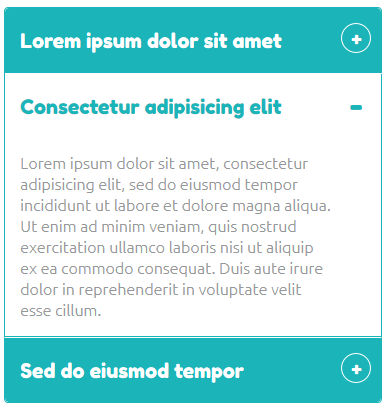 Lorem ipsum dolor sit amet
Consectetur adipisicing elit
Lorem ipsum dolor sit amet, consectetur
adipisicing elit, sed do eiusmod tempor
incididunt ut labore et dolore magna aliqua.
Ut enim ad minim veniam, quis nostrud
exercitation ullamco laboris nisi ut aliquip
ex ea commodo consequat. Duis aute irure
dolor in reprehenderit in voluptate velit
esse cillum.
Sed do eiusmod tempor